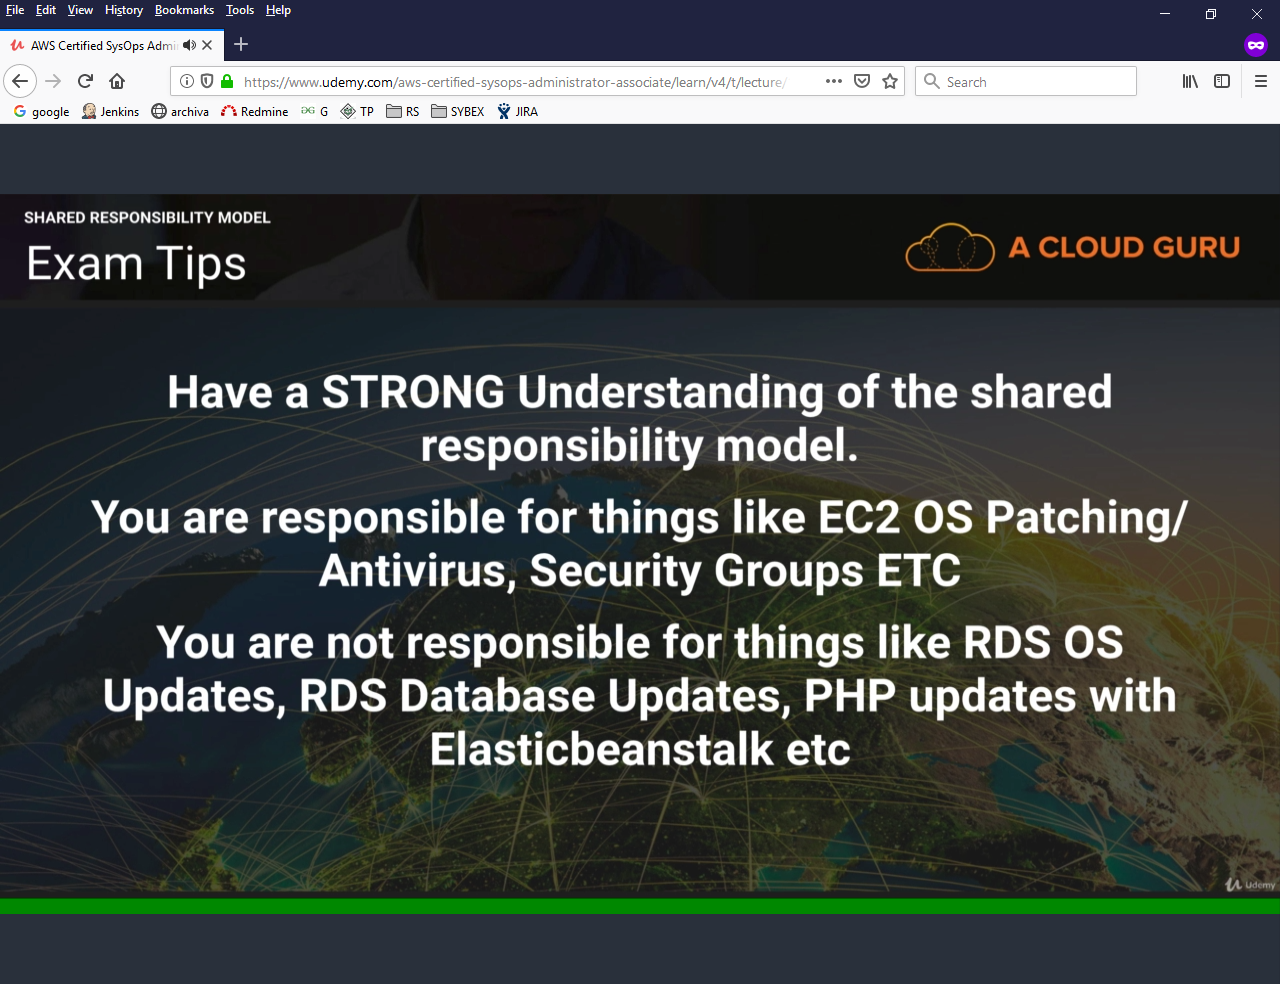 File Edit View History Bookmarks Tools Help
AWS Certified SysOps Admi
https://www.udemy.com/aws-certified-sysops-administrator-associate/learn/v4/t/lecture/
Search
google Jenkins archiva Redmine G TP RS SYBEX JIRA
SHARED RESPONSIBILITY MODEL
Exam Tips
A CLOUD GURU
Have a STRONG Understanding of the shared
responsibility model.
You are responsible for things like EC2 OS Patching/
Antivirus, Security Groups ETC
You are not responsible for things like RDS OS
Updates, RDS Database Updates, PHP updates with
Elasticbeanstalk etc
Udemy